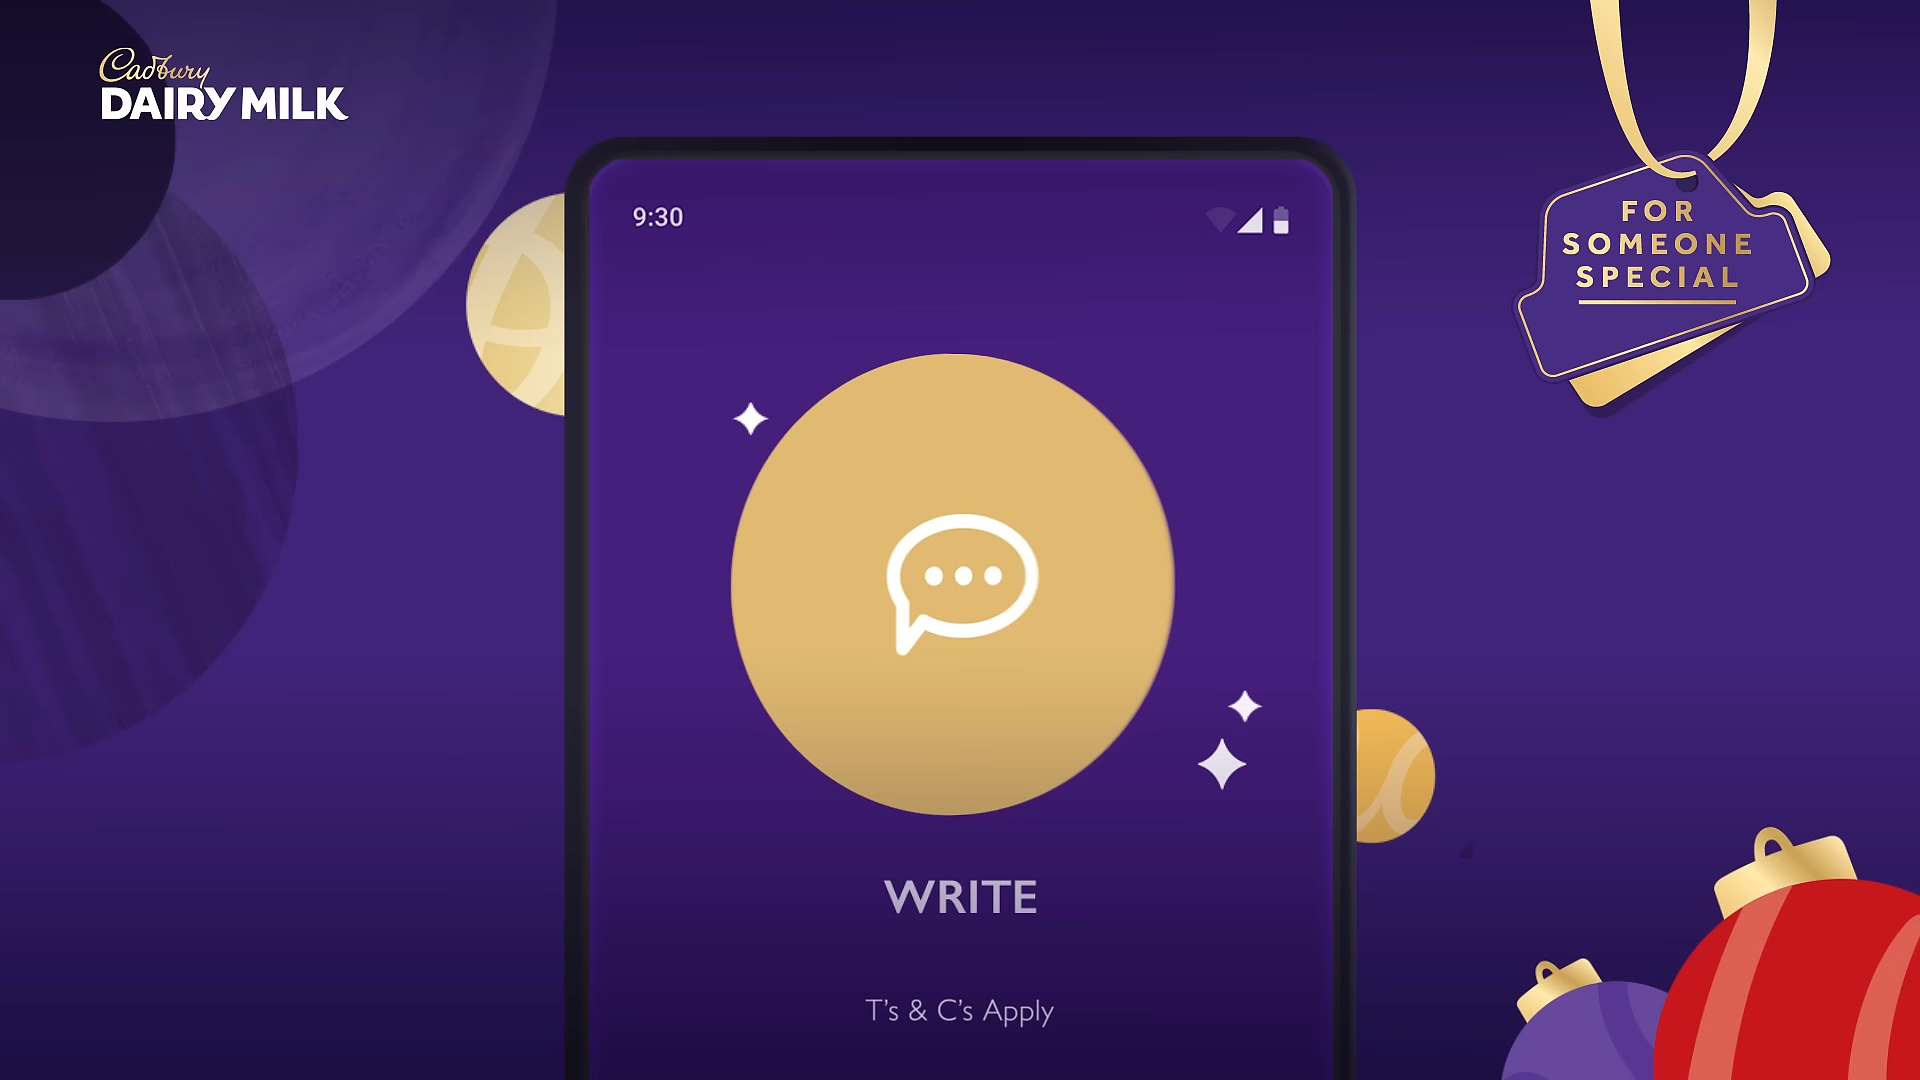 Cadbury
DAIRY MILK
9:30
FOR
SOMEONE
SPECIAL
WRITE
T's & C's Apply